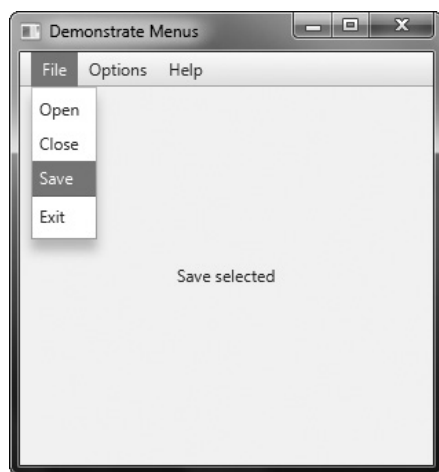 Demonstrate Menus
File Options Help
Open
Close
Save
Exit
Save selected